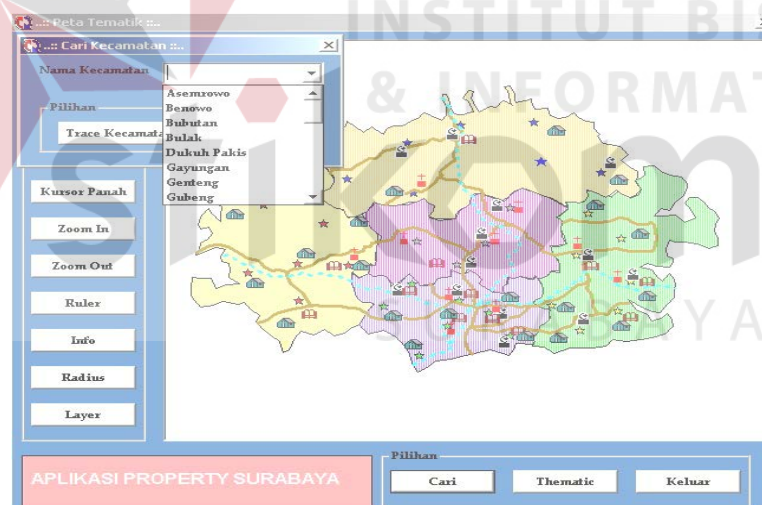 INSTITUT BIS
& INFORMAT
stikom
SURABAYA
..:: Peta Tematik ::..
..:: Cari Kecamatan ::..
Nama Kecamatan
Asemrowo
Benowo
Bubutan
Bulak
Dukuh Pakis
Gayungan
Genteng
Gubeng
Pilihan
Trace Kecamata
Kursor Panah
Zoom In
Zoom Out
Ruler
Info
Radius
Layer
APLIKASI PROPERTY SURABAYA
Pilihan
Cari
Thematic
Keluar